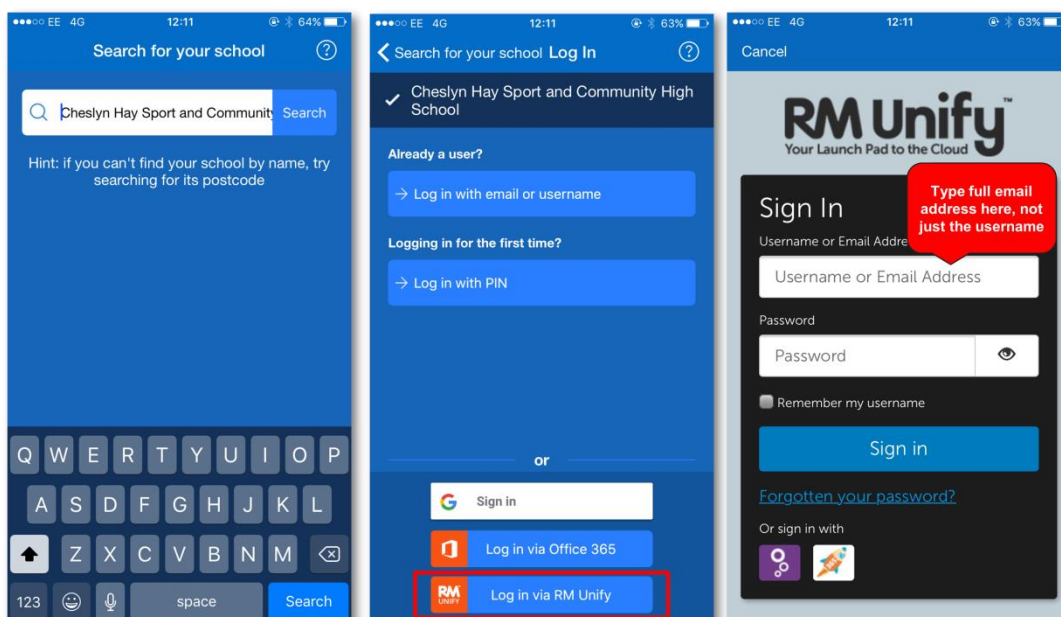 EE 4G 12:11 64%
Search for your school ?
Cheslyn Hay Sport and Community Search
Hint: if you can't find your school by name, try
searching for its postcode
Q W E R T Y U I O P
A S D F G H J K L
Z X C V B N M
123 space Search
EE 4G 12:11 63%
Search for your school Log In ?
Cheslyn Hay Sport and Community High
School
Already a user?
→ Log in with email or username
Logging in for the first time?
→ Log in with PIN
or
G Sign in
Log in via Office 365
RM UNIFY Log in via RM Unify
EE 4G 12:11 63%
Cancel
RM Unify™
Your Launch Pad to the Cloud
Sign In
Type full email
address here, not
just the username
Username or Email Addre
Username or Email Address
Password
Password
Remember my username
Sign in
Forgotten your password?
Or sign in with